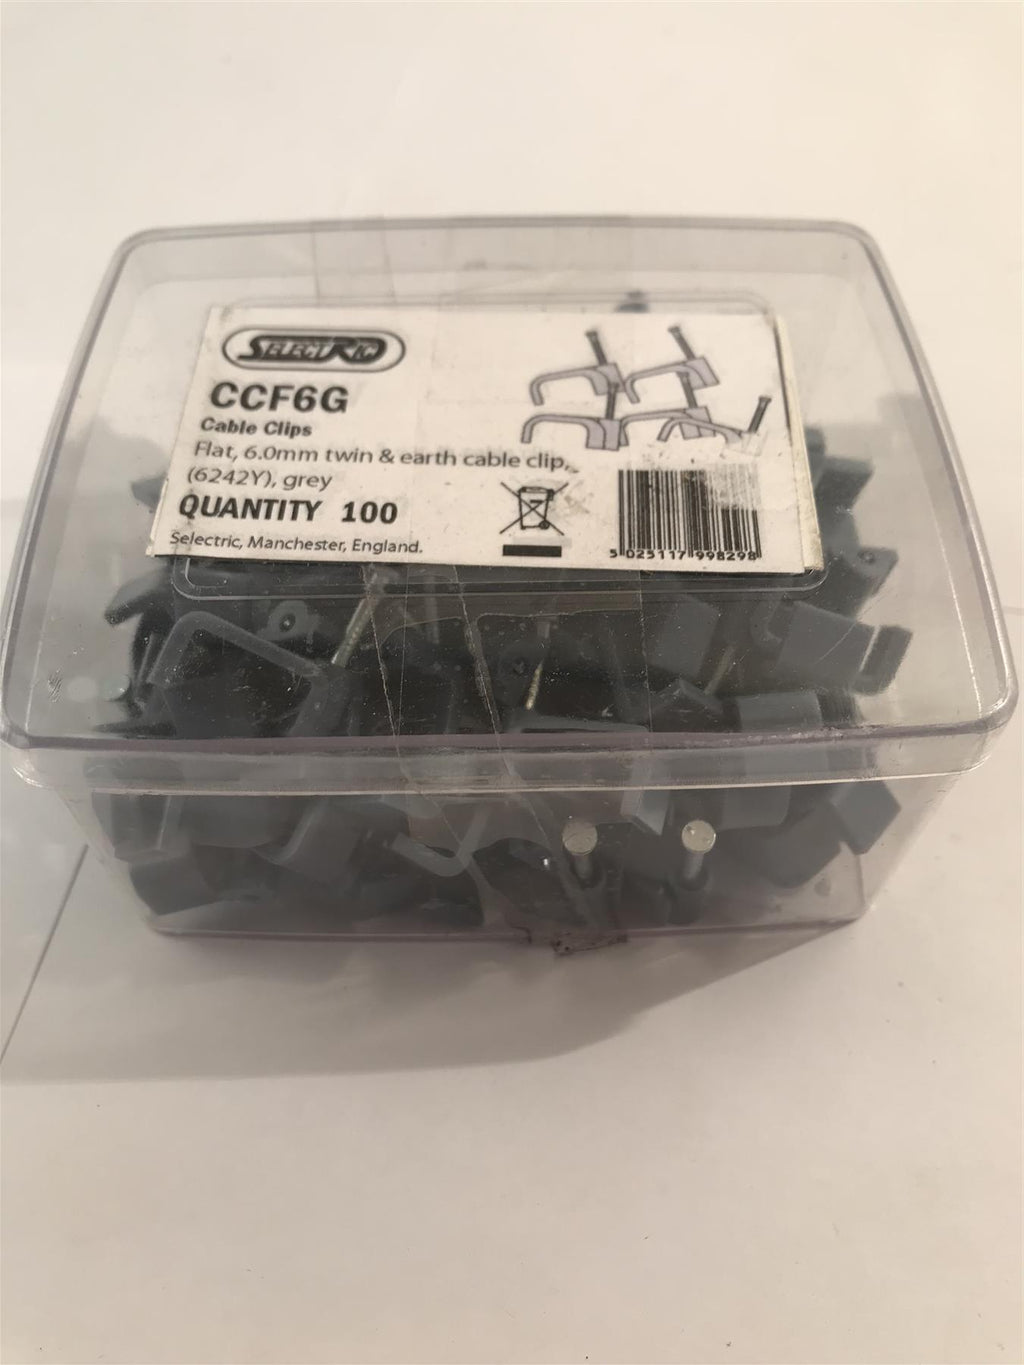 SELECTRIC
CCF6G
Cable Clips
Flat, 6.0mm twin & earth cable clip,
(6242Y), grey
QUANTITY 100
Selectric, Manchester, England.
5 025117 998298